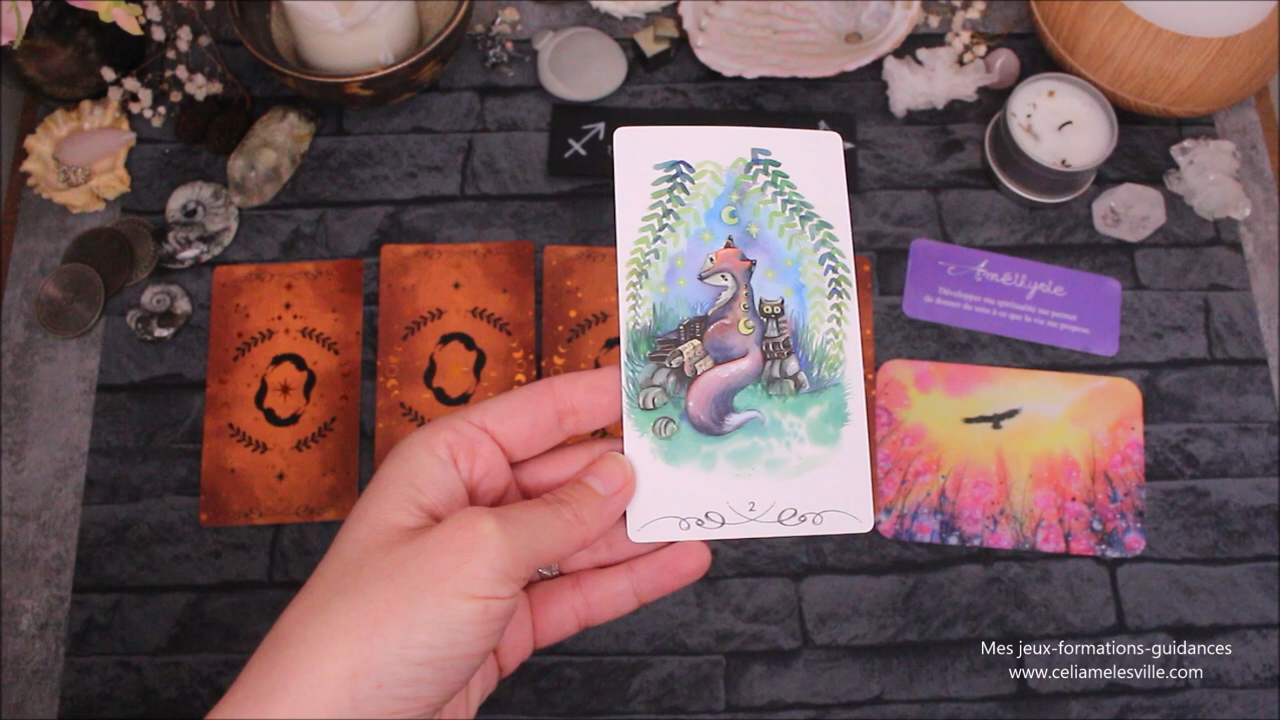 Améthyste
Développer ma spiritualité me permet
de donner du sens à ce que la vie me propose.
2
Mes jeux-formations-guidances
www.celiamelesville.com